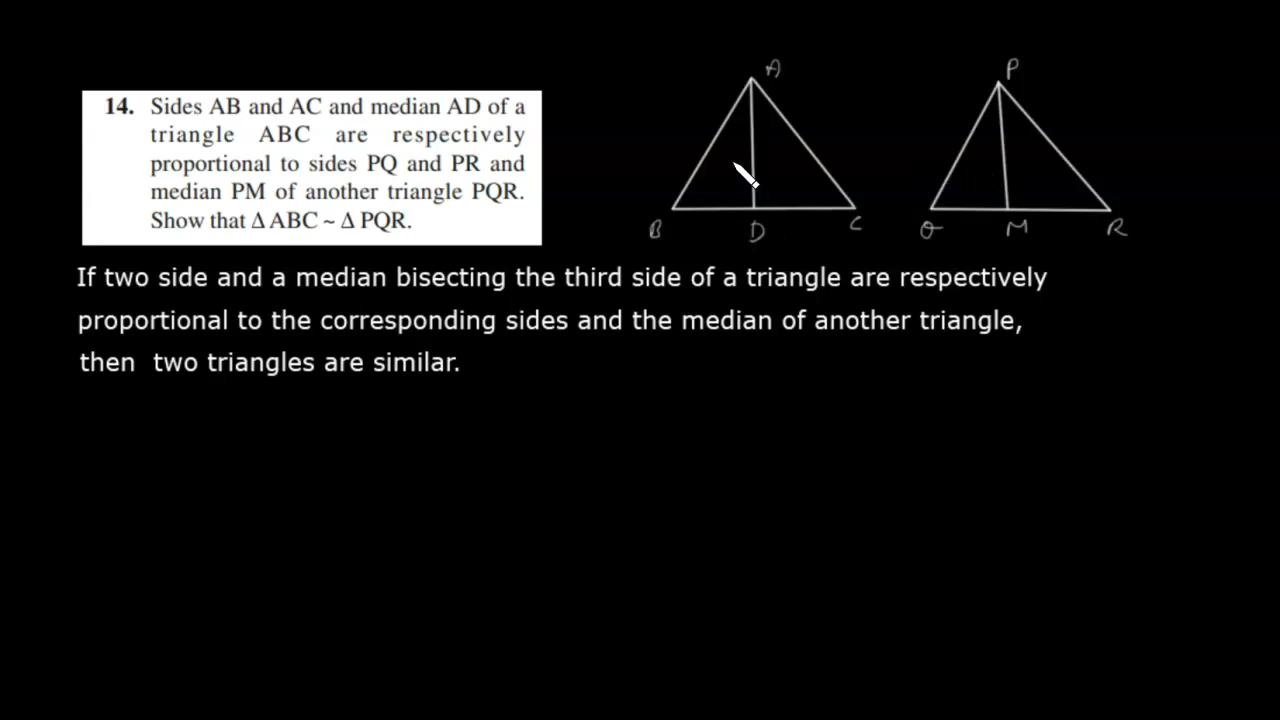 14. Sides AB and AC and median AD of a
triangle ABC are respectively
proportional to sides PQ and PR and
median PM of another triangle PQR.
Show that Δ ABC ~ Δ PQR.
A
P
B
D
C
Q
M
R
If two side and a median bisecting the third side of a triangle are respectively
proportional to the corresponding sides and the median of another triangle,
then two triangles are similar.